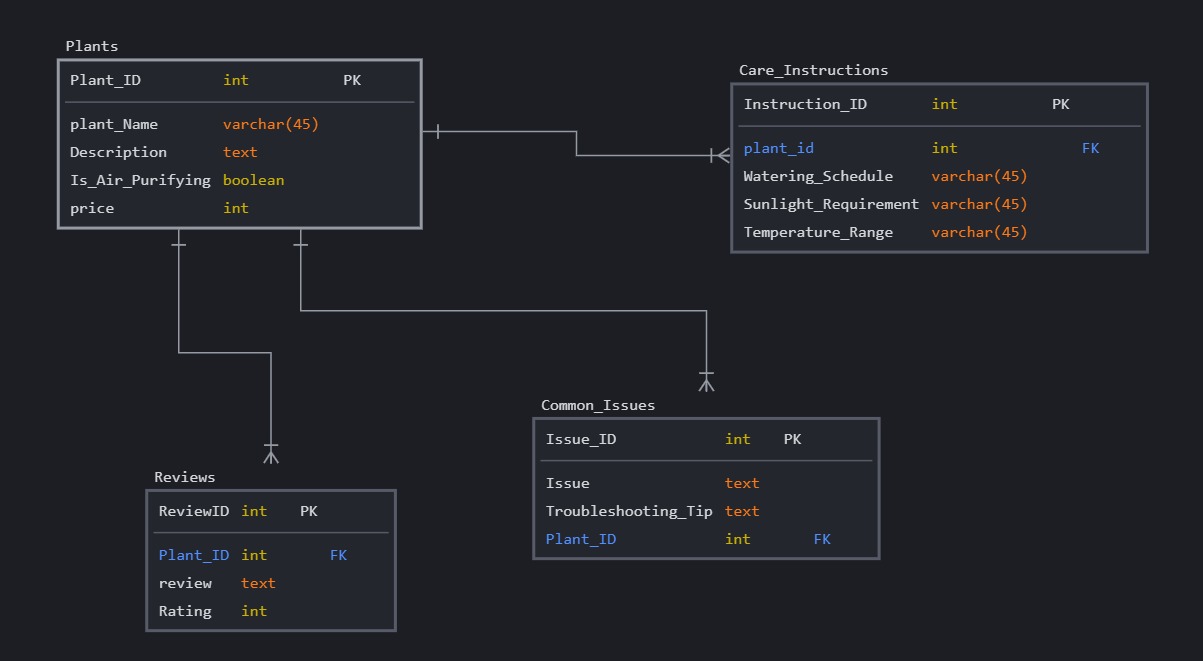 Plants
Plant_ID int PK
plant_Name varchar(45)
Description text
Is_Air_Purifying boolean
price int
Care_Instructions
Instruction_ID int PK
plant_id int FK
Watering_Schedule varchar(45)
Sunlight_Requirement varchar(45)
Temperature_Range varchar(45)
Common_Issues
Issue_ID int PK
Issue text
Troubleshooting_Tip text
Plant_ID int FK
Reviews
ReviewID int PK
Plant_ID int FK
review text
Rating int